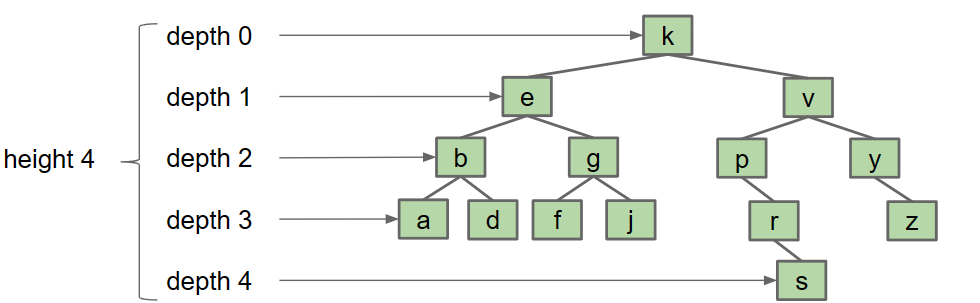 depth 0 k
depth 1 e v
height 4 depth 2 b g p y
depth 3 a d f j r z
depth 4 s